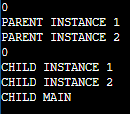 0
PARENT INSTANCE 1
PARENT INSTANCE 2
0
CHILD INSTANCE 1
CHILD INSTANCE 2
CHILD MAIN